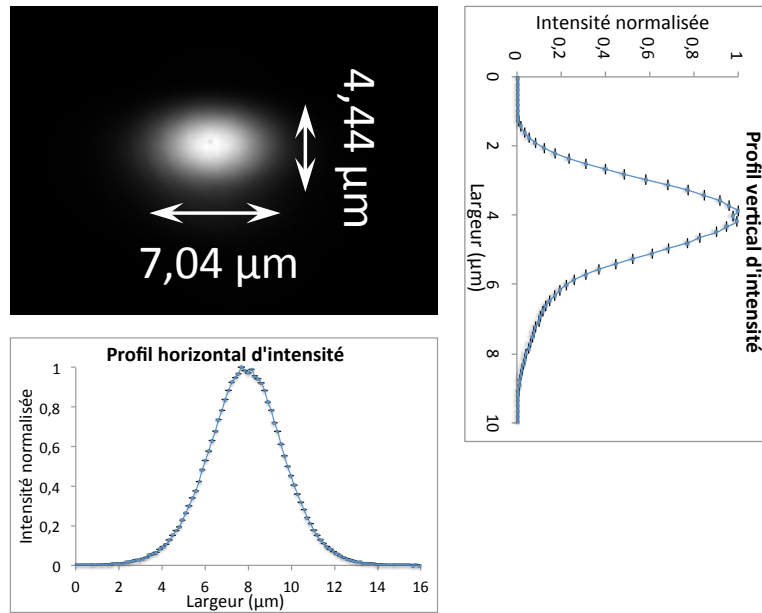 4,44 µm
7,04 µm
Intensité normalisée
0 0,2 0,4 0,6 0,8 1
0
2
4
6
8
10
Largeur (µm)
Profil vertical d'intensité
Profil horizontal d'intensité
Intensité normalisée
1
0,8
0,6
0,4
0,2
0
0 2 4 6 8 10 12 14 16
Largeur (µm)